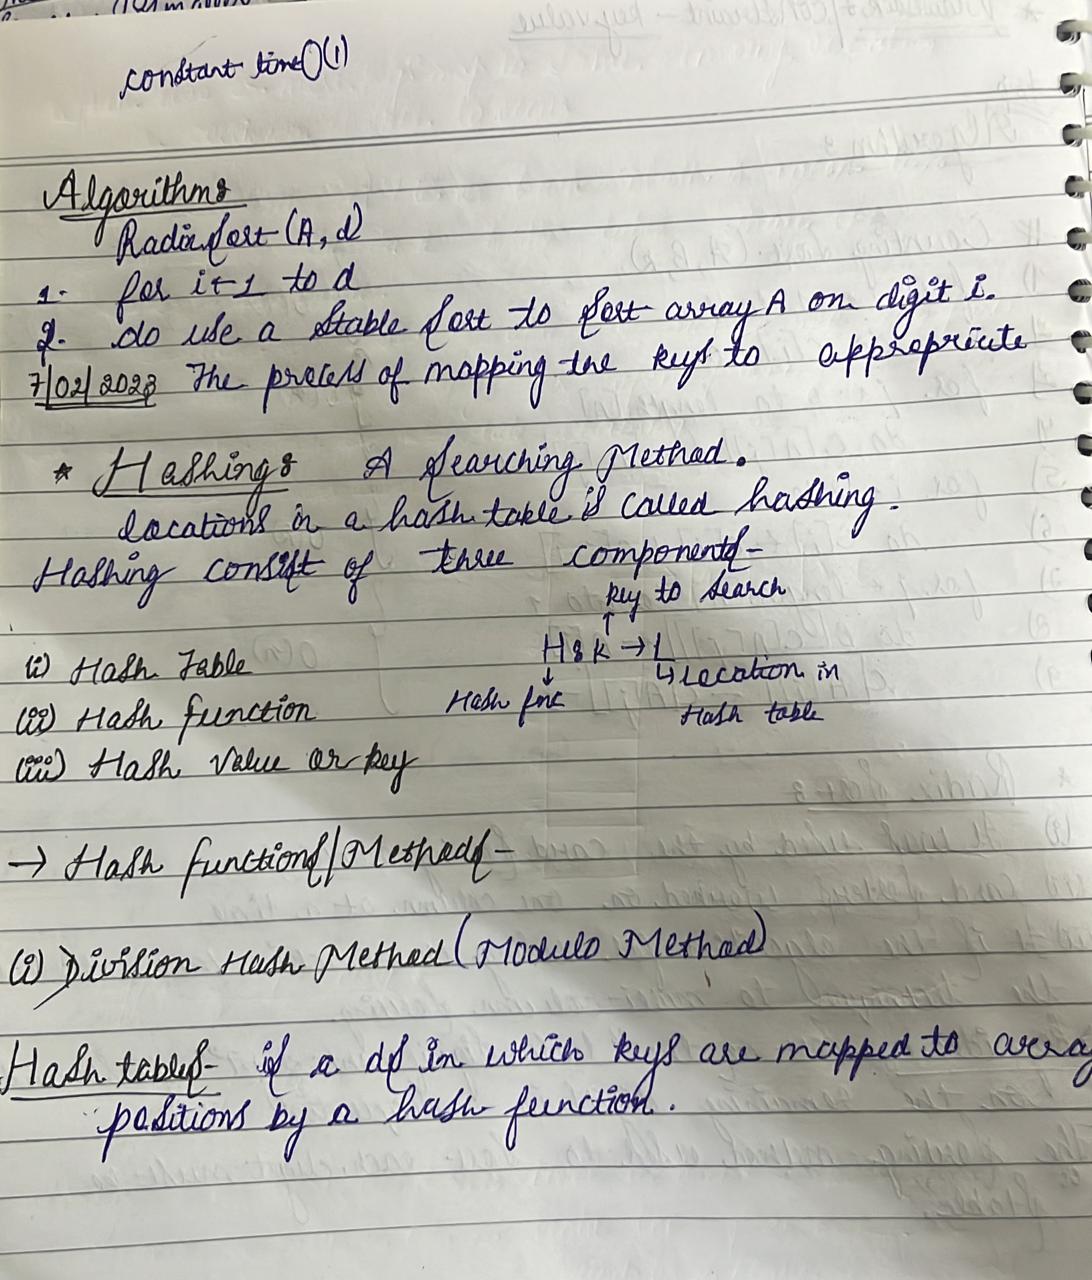 constant time O(1)
Algorithm:
Radix sort (A, d)
1. for i←1 to d
2. do use a stable sort to sort array A on digit i.
7/02/2023 The process of mapping the keys to appropriate
* Hashing: A Searching Method.
locations in a hash table is called hashing.
Hashing consist of three components-
key to search
↑
(i) Hash Table H: K → L
↓ ↳ Location in
(ii) Hash function Hash fnc Hash table
(iii) Hash Value or key
→ Hash functions/Methods-
(i) Division Hash Method (Modulo Method)
Hash tables- is a ds in which keys are mapped to array
positions by a hash function.